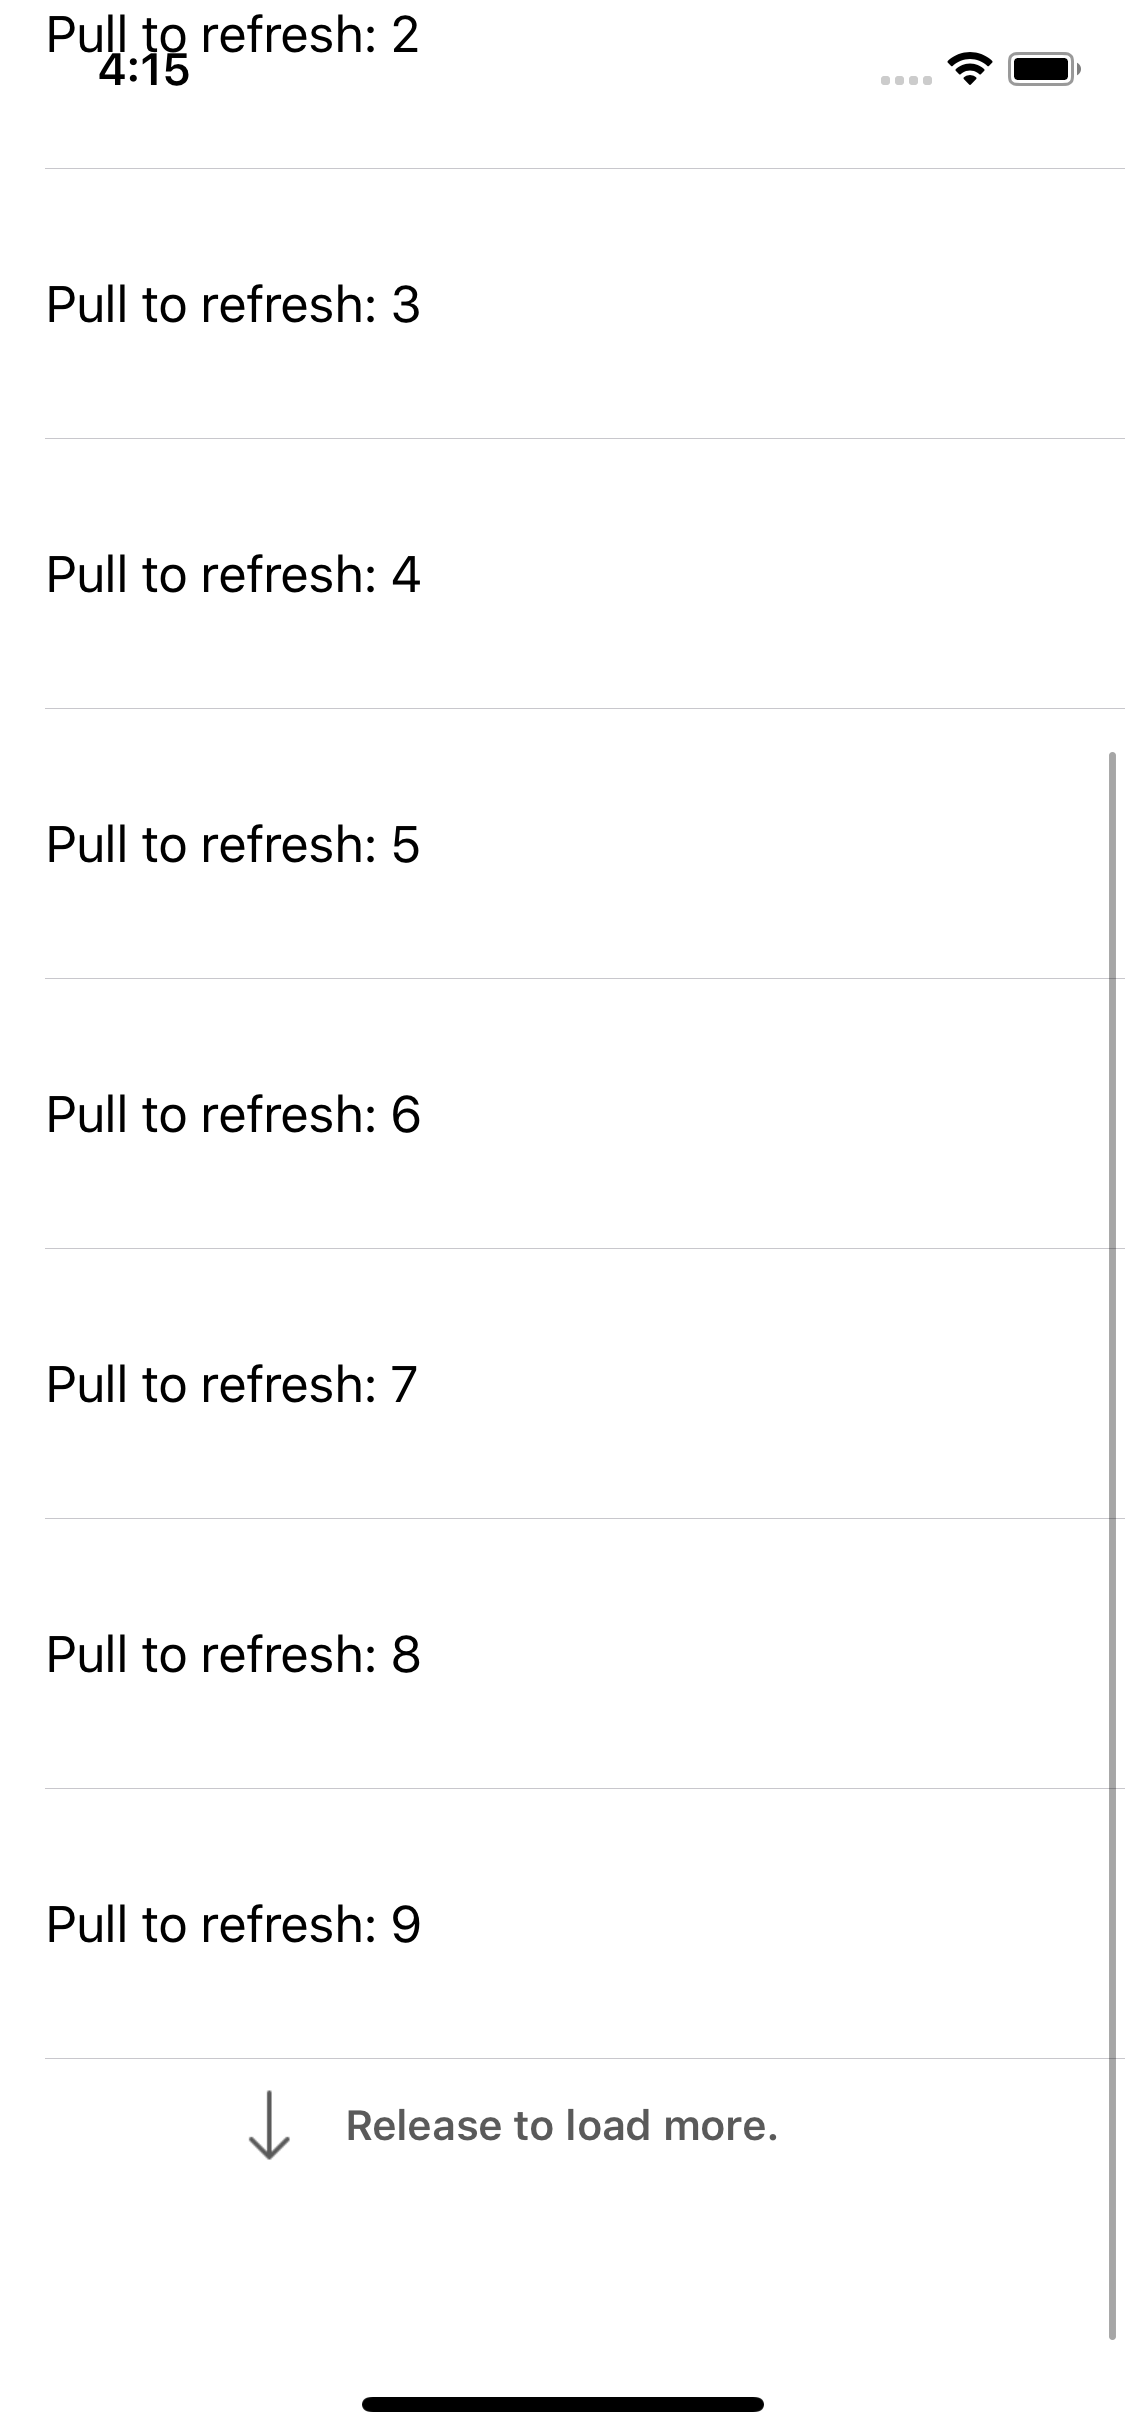 Pull to refresh: 2
4:15
Pull to refresh: 3
Pull to refresh: 4
Pull to refresh: 5
Pull to refresh: 6
Pull to refresh: 7
Pull to refresh: 8
Pull to refresh: 9
Release to load more.